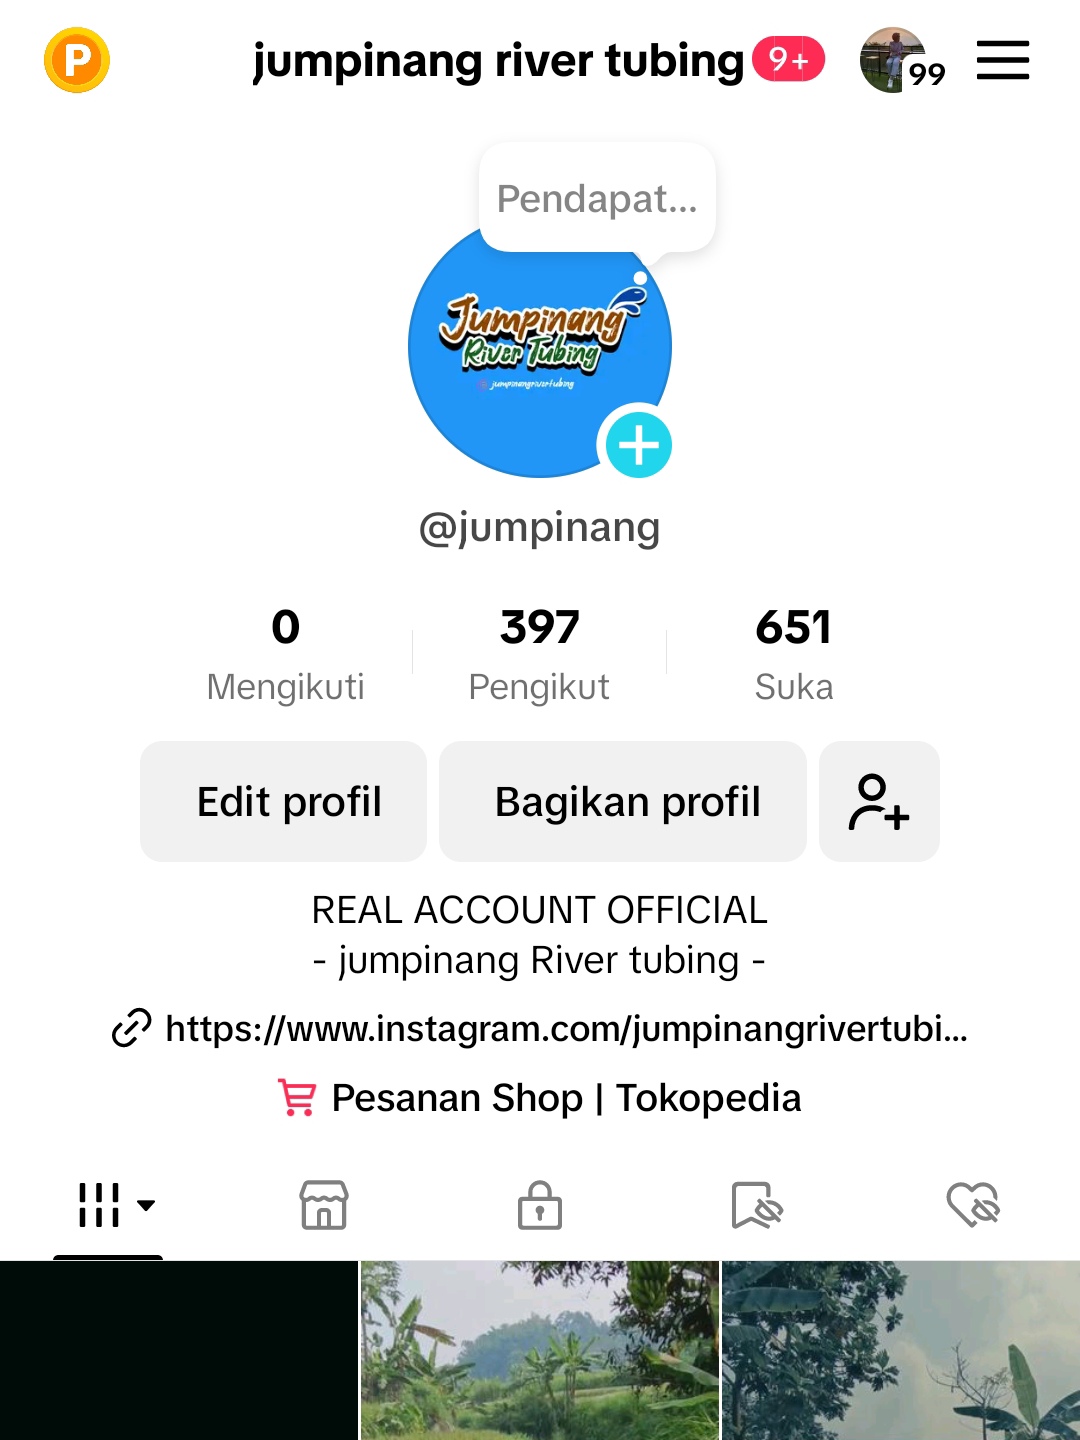 P
jumpinang river tubing 9+
99
Pendapat...
Jumpinang
River Tubing
jumpinangrivertubing
@jumpinang
0 397 651
Mengikuti Pengikut Suka
Edit profil Bagikan profil
REAL ACCOUNT OFFICIAL
- jumpinang River tubing -
https://www.instagram.com/jumpinangrivertubi...
Pesanan Shop | Tokopedia